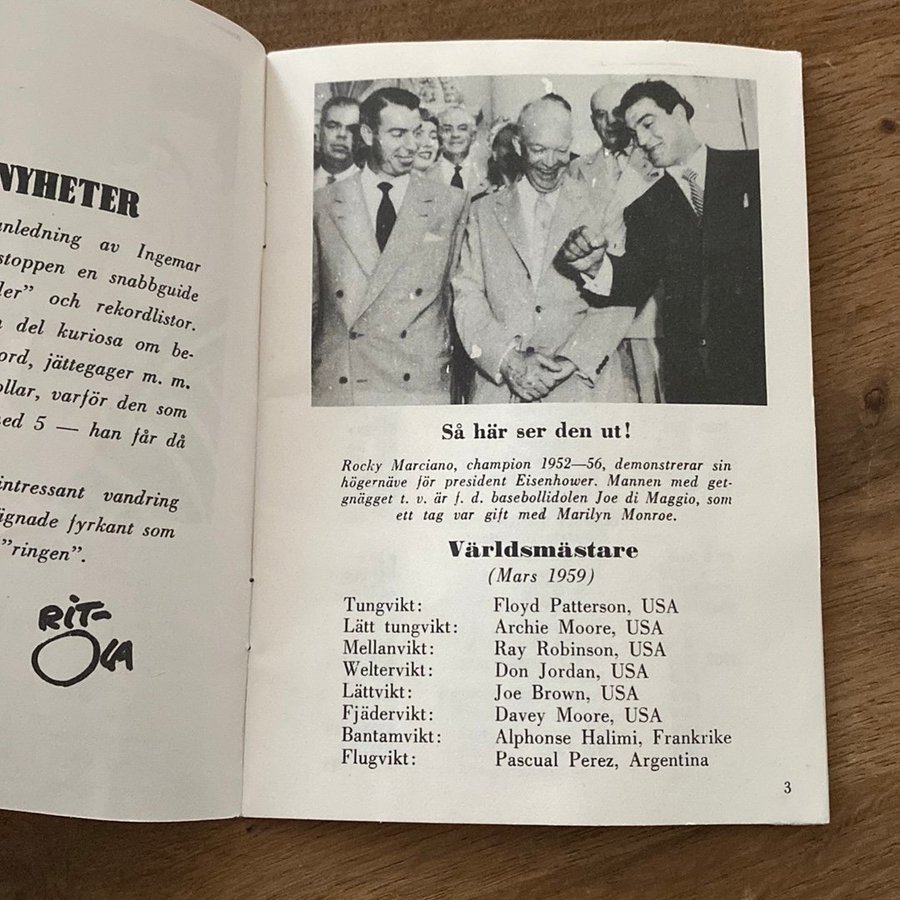 NYHETER
anledning av Ingemar
stoppen en snabbguide
ler" och rekordlistor.
del kuriosa om be-
ord, jättegager m. m.
ollar, varför den som
ed 5 — han får då
intressant vandring
ignade fyrkant som
"ringen".
RIT-
OLA
Så här ser den ut!
Rocky Marciano, champion 1952—56, demonstrerar sin
högernäve för president Eisenhower. Mannen med get-
gnägget t. v. är f. d. basebollidolen Joe di Maggio, som
ett tag var gift med Marilyn Monroe.
Världsmästare
(Mars 1959)
Tungvikt: Floyd Patterson, USA
Lätt tungvikt: Archie Moore, USA
Mellanvikt: Ray Robinson, USA
Weltervikt: Don Jordan, USA
Lättvikt: Joe Brown, USA
Fjädervikt: Davey Moore, USA
Bantamvikt: Alphonse Halimi, Frankrike
Flugvikt: Pascual Perez, Argentina
3